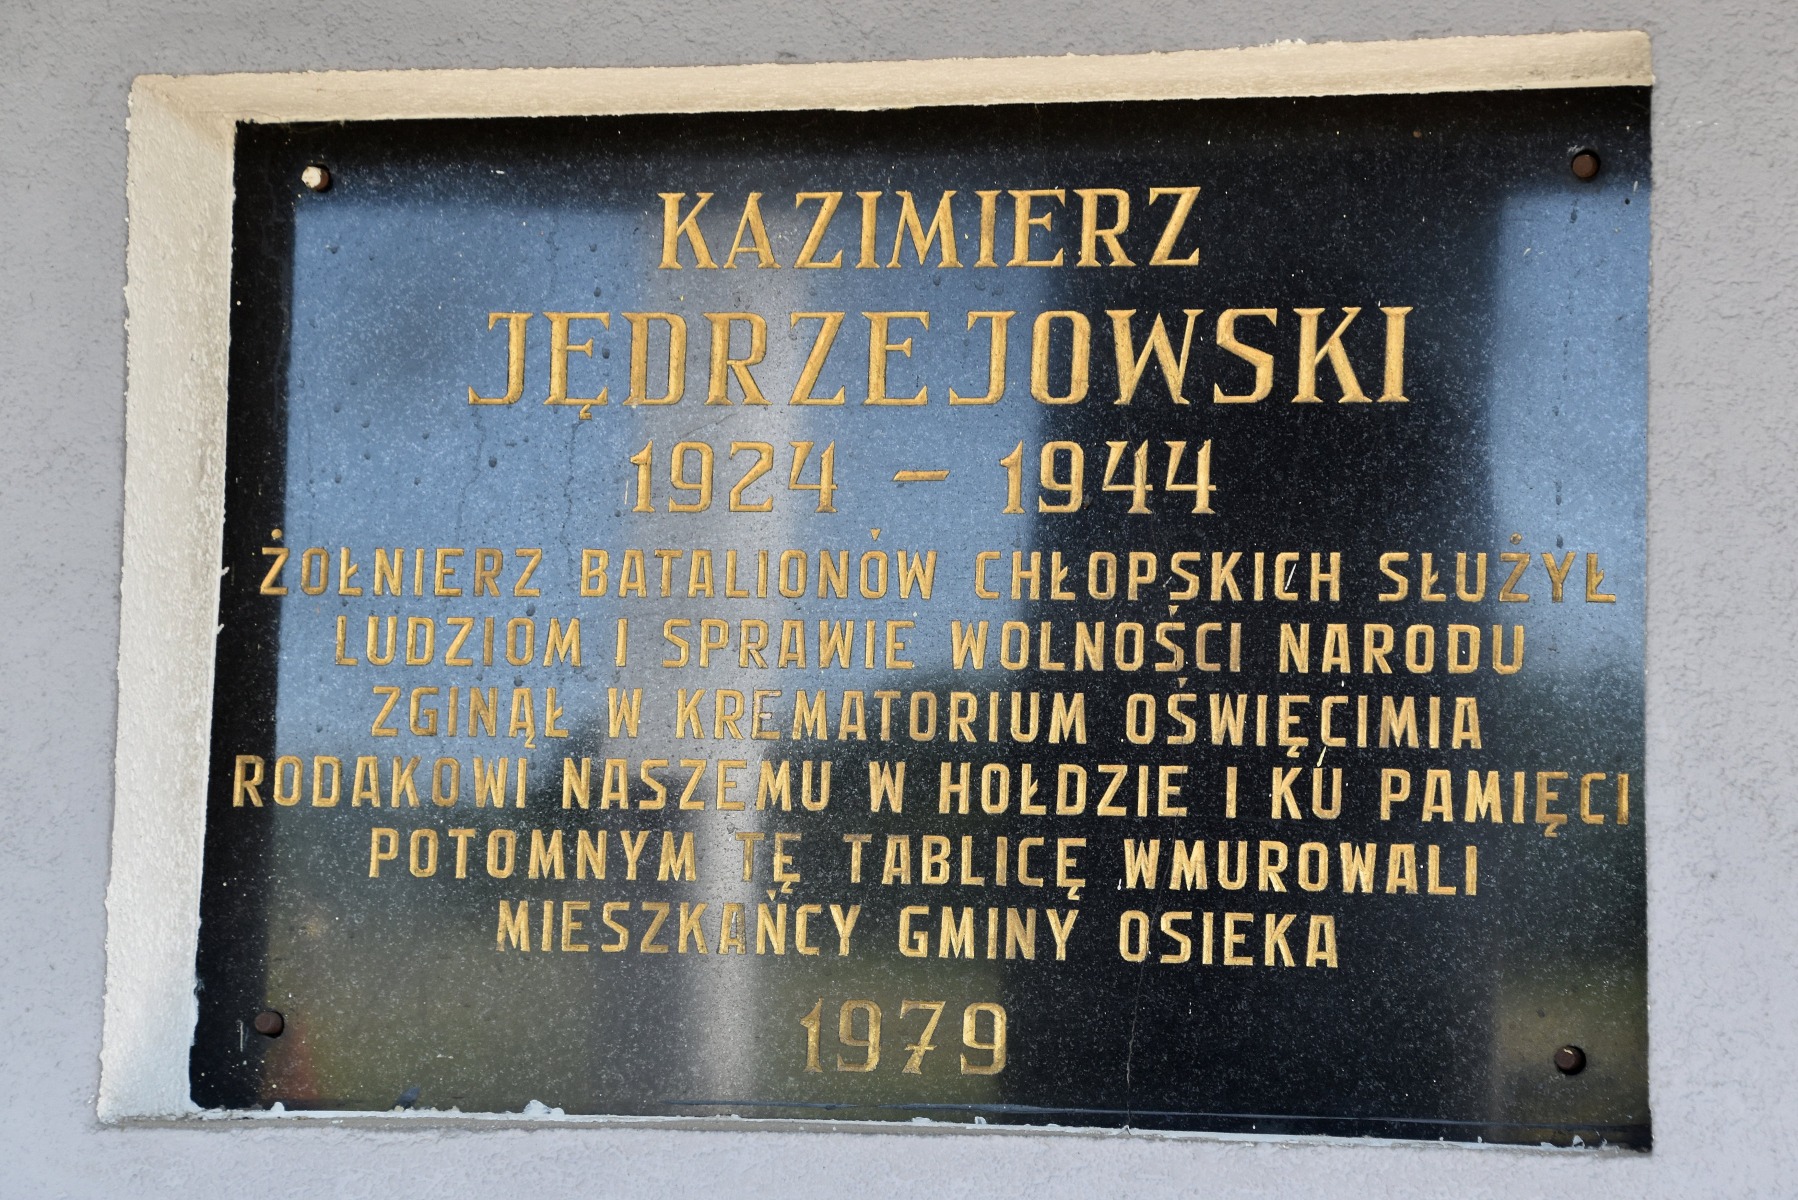 KAZIMIERZ
JĘDRZEJOWSKI
1924 – 1944
ŻOŁNIERZ BATALIONÓW CHŁOPSKICH SŁUŻYŁ
LUDZIOM I SPRAWIE WOLNOŚCI NARODU
ZGINĄŁ W KREMATORIUM OŚWIĘCIMIA
RODAKOWI NASZEMU W HOŁDZIE I KU PAMIĘCI
POTOMNYM TĘ TABLICĘ WMUROWALI
MIESZKAŃCY GMINY OSIEKA
1979